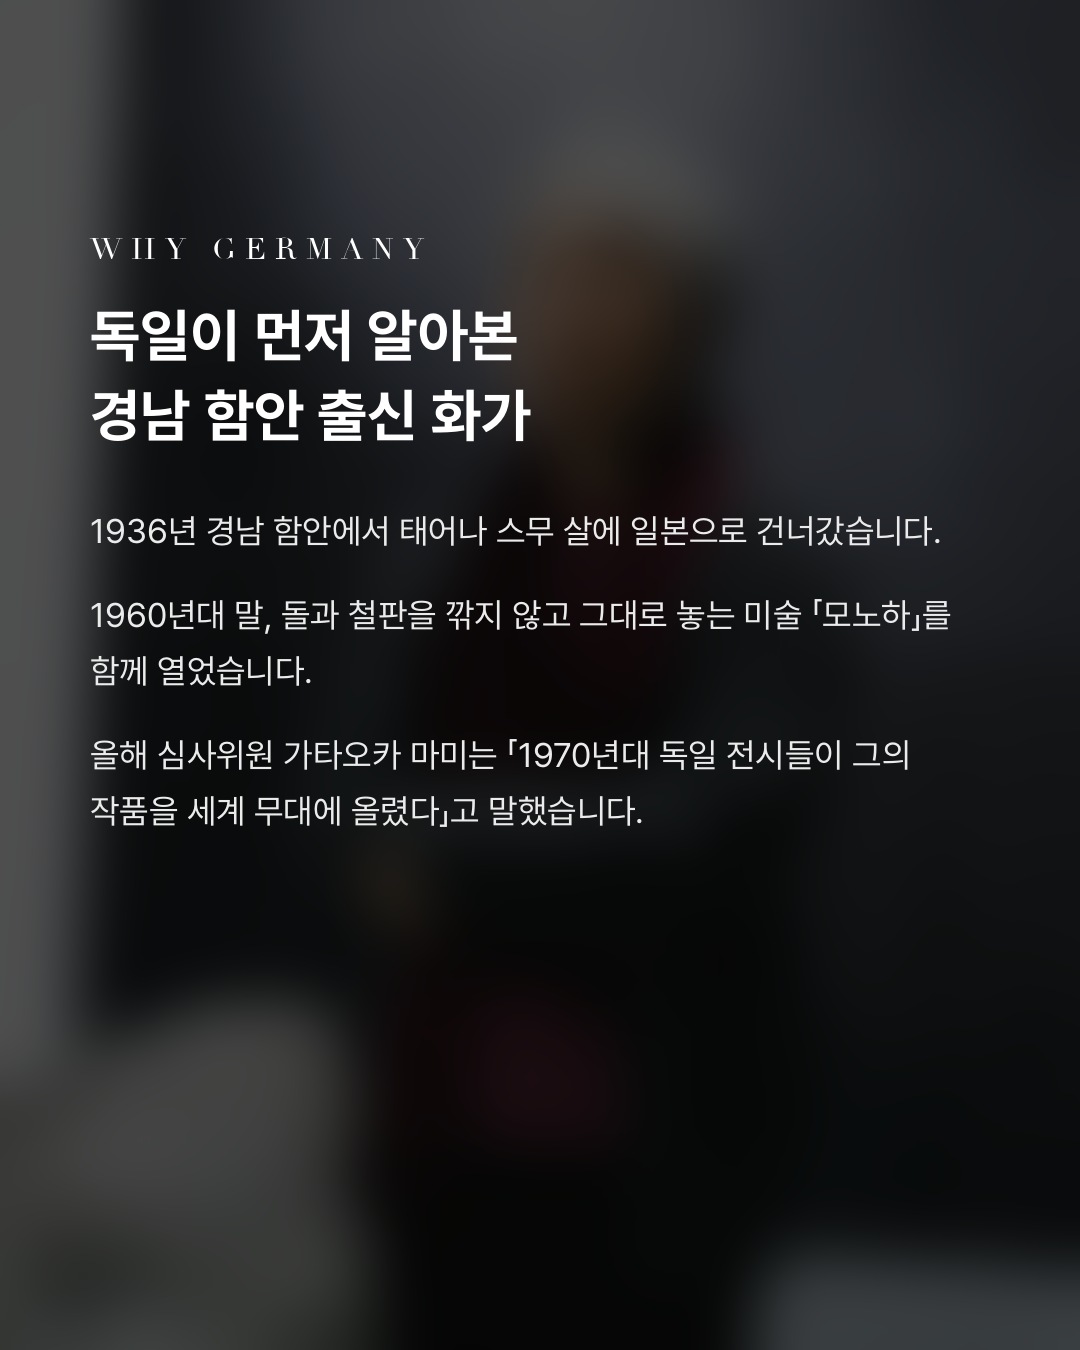 WHY GERMANY
독일이 먼저 알아본
경남 함안 출신 화가
1936년 경남 함안에서 태어나 스무 살에 일본으로 건너갔습니다.
1960년대 말, 돌과 철판을 깎지 않고 그대로 놓는 미술 「모노하」를
함께 열었습니다.
올해 심사위원 가타오카 마미는 「1970년대 독일 전시들이 그의
작품을 세계 무대에 올렸다」고 말했습니다.